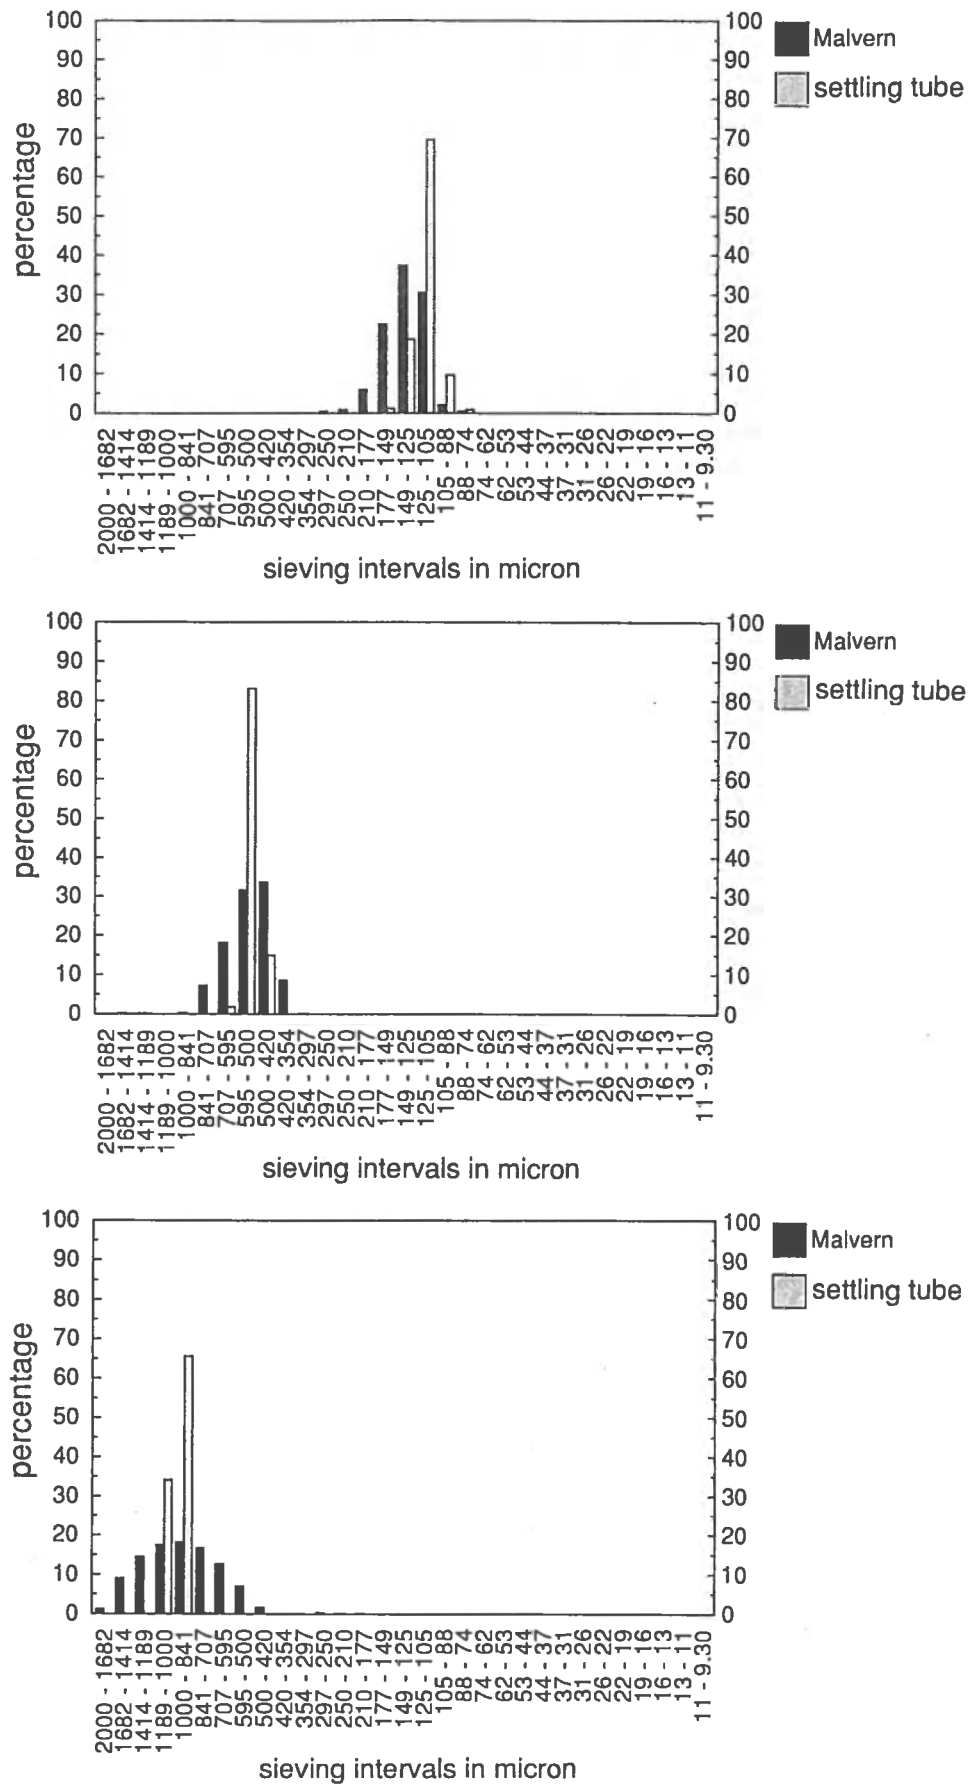 100
90
80
70
60
50
40
30
20
10
0
percentage
100
90
80
70
60
50
40
30
20
10
0
Malvern
settling tube
2000 - 1682
1682 - 1414
1414 - 1189
1189 - 1000
1000 - 841
841 - 707
707 - 595
595 - 500
500 - 420
420 - 354
354 - 297
297 - 250
250 - 210
210 - 177
177 - 149
149 - 125
125 - 105
105 - 88
88 - 74
74 - 62
62 - 53
53 - 44
44 - 37
37 - 31
31 - 26
26 - 22
22 - 19
19 - 16
16 - 13
13 - 11
11 - 9.30
sieving intervals in micron
100
90
80
70
60
50
40
30
20
10
0
percentage
100
90
80
70
60
50
40
30
20
10
0
Malvern
settling tube
2000 - 1682
1682 - 1414
1414 - 1189
1189 - 1000
1000 - 841
841 - 707
707 - 595
595 - 500
500 - 420
420 - 354
354 - 297
297 - 250
250 - 210
210 - 177
177 - 149
149 - 125
125 - 105
105 - 88
88 - 74
74 - 62
62 - 53
53 - 44
44 - 37
37 - 31
31 - 26
26 - 22
22 - 19
19 - 16
16 - 13
13 - 11
11 - 9.30
sieving intervals in micron
100
90
80
70
60
50
40
30
20
10
0
percentage
100
90
80
70
60
50
40
30
20
10
0
Malvern
settling tube
2000 - 1682
1682 - 1414
1414 - 1189
1189 - 1000
1000 - 841
841 - 707
707 - 595
595 - 500
500 - 420
420 - 354
354 - 297
297 - 250
250 - 210
210 - 177
177 - 149
149 - 125
125 - 105
105 - 88
88 - 74
74 - 62
62 - 53
53 - 44
44 - 37
37 - 31
31 - 26
26 - 22
22 - 19
19 - 16
16 - 13
13 - 11
11 - 9.30
sieving intervals in micron